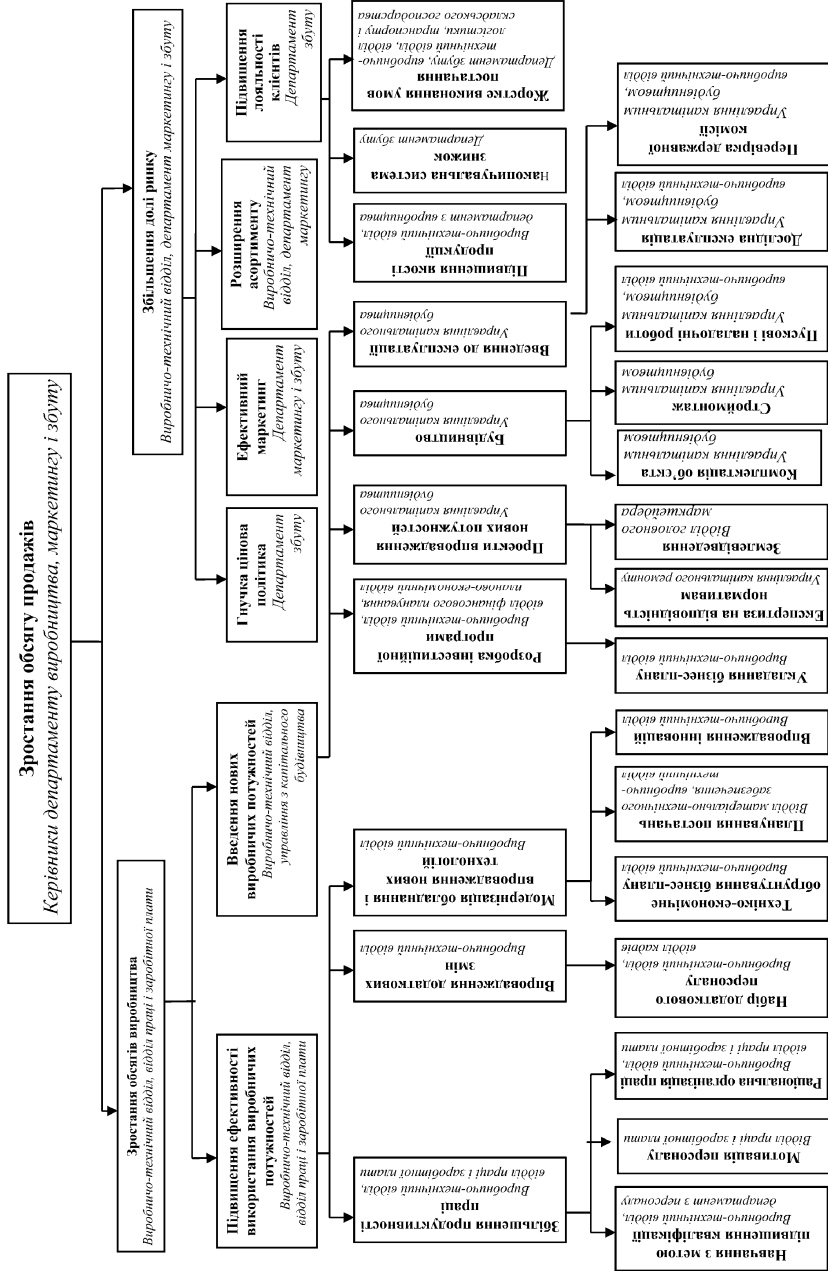 Зростання обсягу продажів
Керівники департаменту виробництва, маркетингу і збуту
Зростання обсягів виробництва
Виробничо-технічний відділ, відділ праці і заробітної плати
Збільшення долі ринку
Виробничо-технічний відділ, департамент маркетингу і збуту
Підвищення ефективності
використання виробничих
потужностей
Виробничо-технічний відділ,
відділ праці і заробітної плати
Введення нових
виробничих потужностей
Виробничо-технічний відділ,
управління з капітального
будівництва
Гнучка цінова
політика
Департамент
збуту
Ефективний
маркетинг
Департамент
маркетингу і збуту
Розширення
асортименту
Виробничо-технічний
відділ, департамент
маркетингу
Підвищення
лояльності
клієнтів
Департамент
збуту
Збільшення продуктивності
праці
Виробничо-технічний відділ,
відділ праці і заробітної плати
Впровадження додаткових
змін
Виробничо-технічний відділ
Модернізація обладнання і
впровадження нових
технологій
Виробничо-технічний відділ
Розробка інвестиційної
програми
Виробничо-технічний відділ,
відділ фінансового планування,
планово-економічний відділ
Проекти впровадження
нових потужностей
Управління капітального
будівництва
Будівництво
Управління капітального
будівництва
Введення до експлуатації
Управління капітального
будівництва
Підвищення якості
продукції
Виробничо-технічний відділ,
департамент з виробництва
Накопичувальна система
знижок
Департамент збуту
Жорстке виконання умов
постачання
Департамент збуту, виробничо-
технічний відділ, відділ
логістики, транспорту і
складського господарства
Навчання з метою
підвищення кваліфікації
Виробничо-технічний відділ,
департамент з персоналу
Мотивація персоналу
Відділ праці і заробітної плати
Раціональна організація праці
Виробничо-технічний відділ,
відділ праці і заробітної плати
Набір додаткового
персоналу
Виробничо-технічний відділ,
відділ кадрів
Техніко-економічне
обґрунтування бізнес-плану
Виробничо-технічний відділ
Планування постачань
Відділ матеріально-технічного
забезпечення, виробничо-
технічний відділ
Впровадження інновацій
Виробничо-технічний відділ
Укладання бізнес-плану
Виробничо-технічний відділ
Експертиза на відповідність
нормативам
Управління капітального ремонту
Землевідведення
Відділ головного
маркшейдера
Комплектація об'єкта
Управління капітальним
будівництвом
Строймонтаж
Управління капітальним
будівництвом
Пускові і наладочні роботи
Управління капітальним
будівництвом,
виробничо-технічний відділ
Дослідна експлуатація
Управління капітальним
будівництвом,
виробничо-технічний відділ
Перевірка державної
комісії
Управління капітальним
будівництвом,
виробничо-технічний відділ